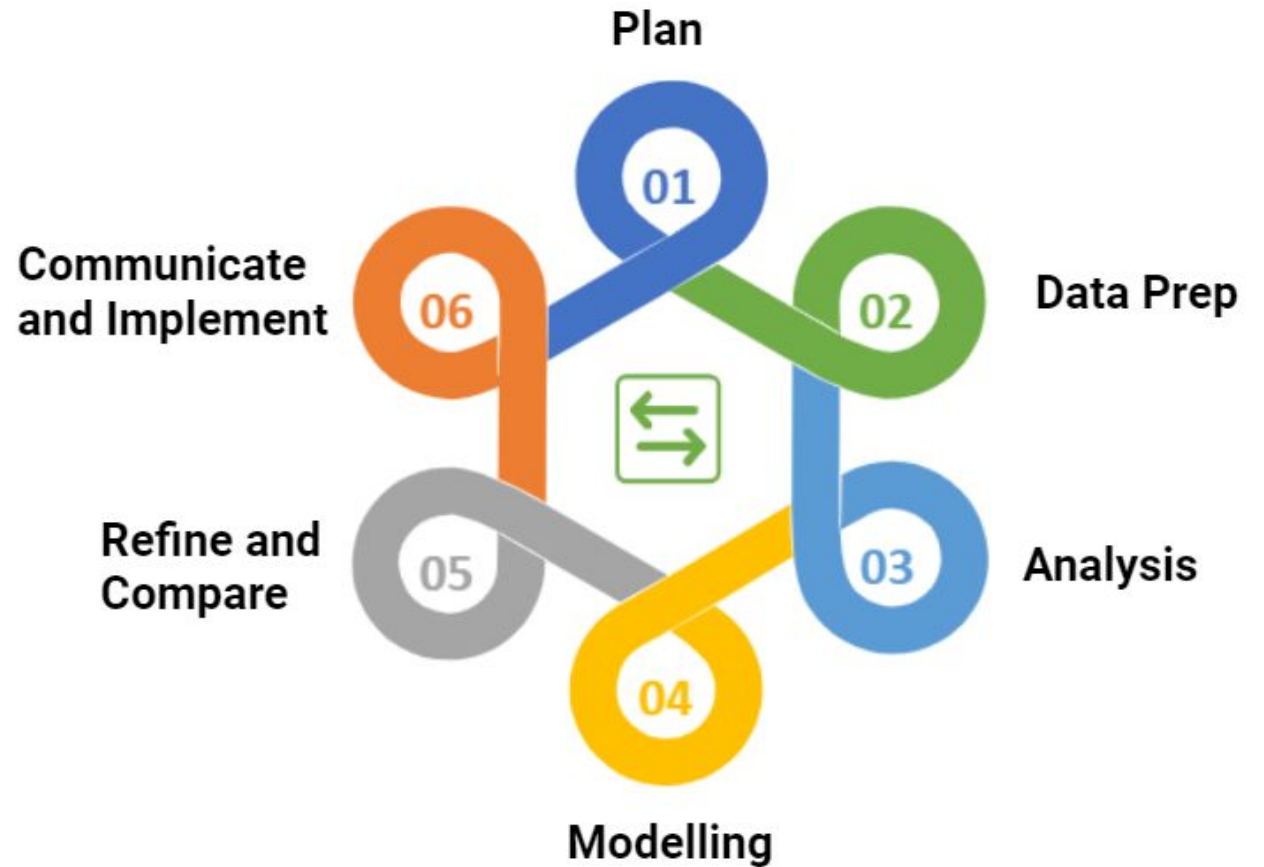 Plan
01
02
Data Prep
03
Analysis
04
Modelling
05
Refine and
Compare
06
Communicate
and Implement